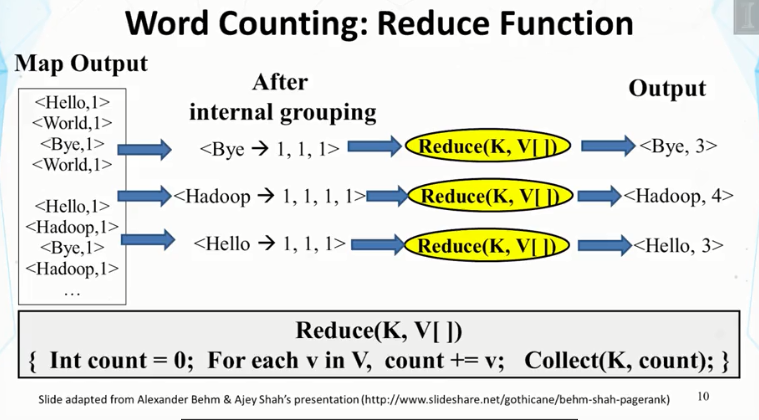 Word Counting: Reduce Function
Map Output
<Hello,1>
<World,1>
<Bye,1>
<World,1>
<Hello,1>
<Hadoop,1>
<Bye,1>
<Hadoop,1>
…
After
internal grouping
<Bye → 1, 1, 1>
<Hadoop → 1, 1, 1, 1>
<Hello → 1, 1, 1>
Reduce(K, V[ ])
Reduce(K, V[ ])
Reduce(K, V[ ])
Output
<Bye, 3>
<Hadoop, 4>
<Hello, 3>
Reduce(K, V[ ])
{ Int count = 0; For each v in V, count += v; Collect(K, count); }
Slide adapted from Alexander Behm & Ajey Shah's presentation (http://www.slideshare.net/gothicane/behm-shah-pagerank)
10
I